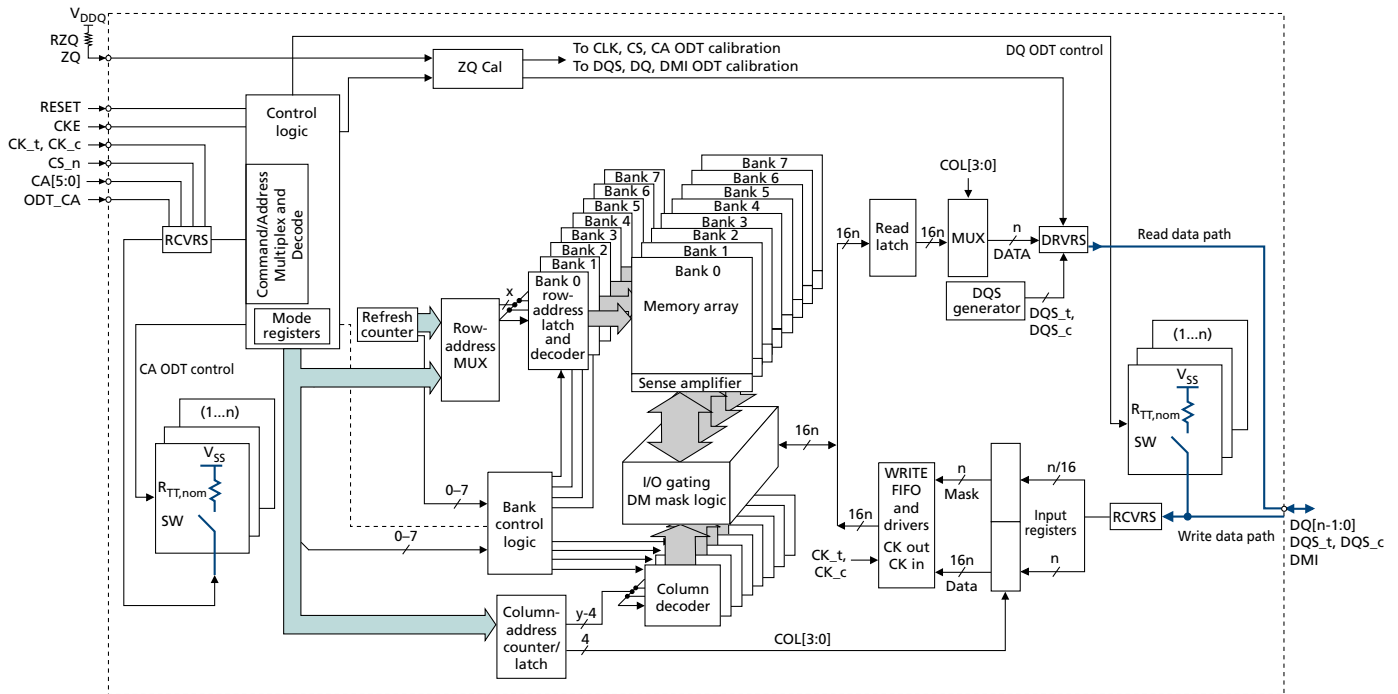 VDDQ
RZQ
ZQ
RESET
CKE
CK_t, CK_c
CS_n
CA[5:0]
ODT_CA
RCVRS
Control
logic
Command/Address
Multiplex and
Decode
Mode
registers
ZQ Cal
To CLK, CS, CA ODT calibration
To DQS, DQ, DMI ODT calibration
DQ ODT control
CA ODT control
(1...n)
VSS
RTT,nom
SW
Refresh
counter
Row-
address
MUX
x
Bank 7
Bank 6
Bank 5
Bank 4
Bank 3
Bank 2
Bank 1
Bank 0
row-
address
latch
and
decoder
Bank 7
Bank 6
Bank 5
Bank 4
Bank 3
Bank 2
Bank 1
Bank 0
Memory array
Sense amplifier
0–7
0–7
Bank
control
logic
I/O gating
DM mask logic
Column
decoder
Column-
address
counter/
latch
y-4
4
COL[3:0]
16n
16n
Read
latch
16n
COL[3:0]
MUX
n
DATA
DRVRS
DQS
generator
DQS_t,
DQS_c
Read data path
16n
WRITE
FIFO
and
drivers
CK out
CK in
CK_t,
CK_c
n
Mask
16n
Data
Input
registers
n/16
n
RCVRS
(1...n)
VSS
RTT,nom
SW
Write data path
DQ[n-1:0]
DQS_t, DQS_c
DMI